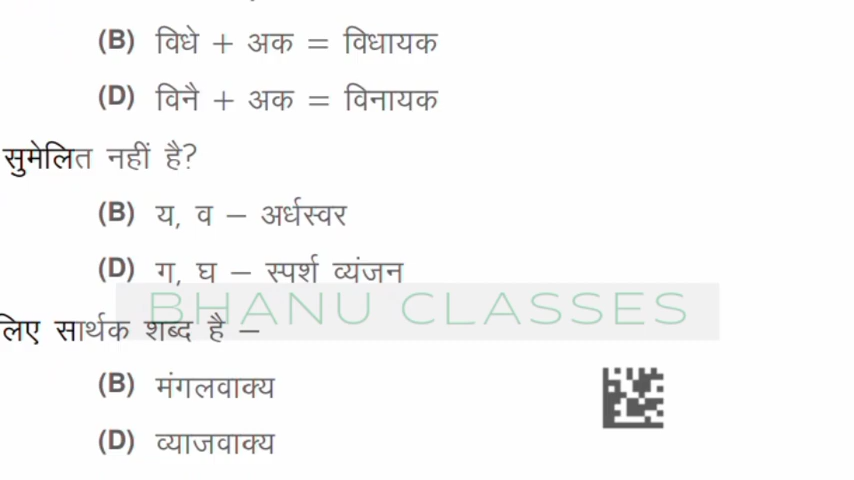 (B) विधे + अक = विधायक
(D) विनै + अक = विनायक
सुमेलित नहीं है?
(B) य, व – अर्धस्वर
(D) ग, घ – स्पर्श व्यंजन
BHANU CLASSES
लिए सार्थक शब्द है –
(B) मंगलवाक्य
(D) व्याजवाक्य